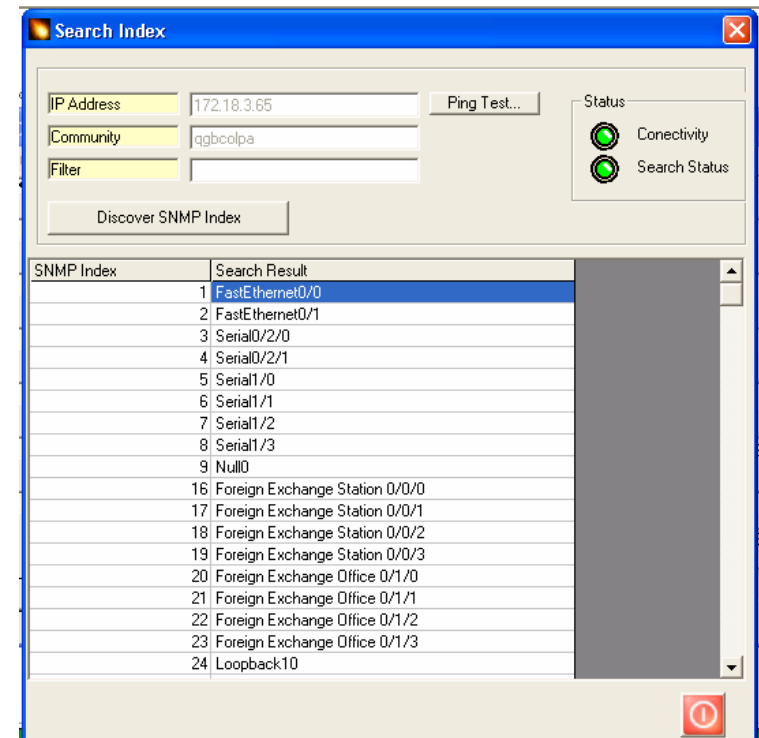 Search Index
IP Address 172.18.3.65 Ping Test... Status
Community qgbcolpa Conectivity
Filter Search Status
Discover SNMP Index
SNMP Index Search Result
1 FastEthernet0/0
2 FastEthernet0/1
3 Serial0/2/0
4 Serial0/2/1
5 Serial1/0
6 Serial1/1
7 Serial1/2
8 Serial1/3
9 Null0
16 Foreign Exchange Station 0/0/0
17 Foreign Exchange Station 0/0/1
18 Foreign Exchange Station 0/0/2
19 Foreign Exchange Station 0/0/3
20 Foreign Exchange Office 0/1/0
21 Foreign Exchange Office 0/1/1
22 Foreign Exchange Office 0/1/2
23 Foreign Exchange Office 0/1/3
24 Loopback10